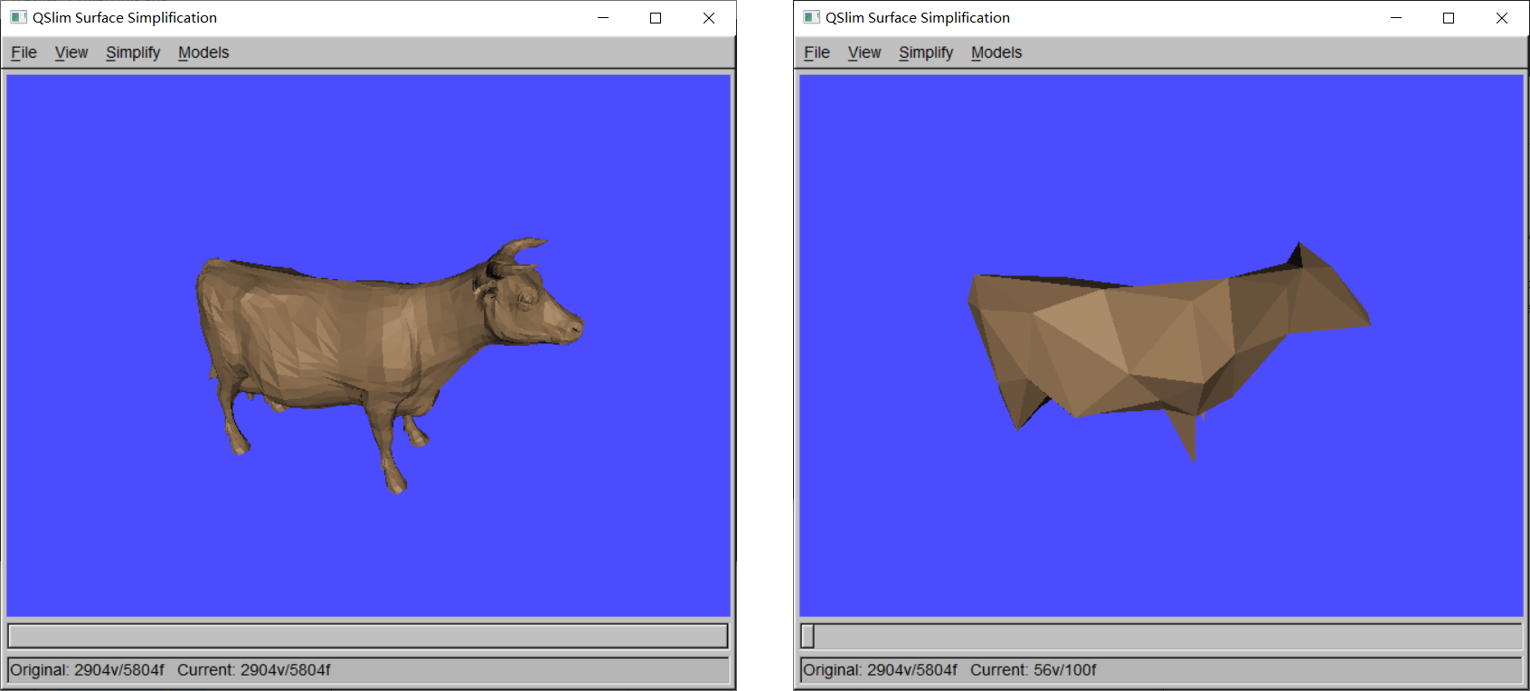 QSlim Surface Simplification
File View Simplify Models
Original: 2904v/5804f Current: 2904v/5804f
QSlim Surface Simplification
File View Simplify Models
Original: 2904v/5804f Current: 56v/100f